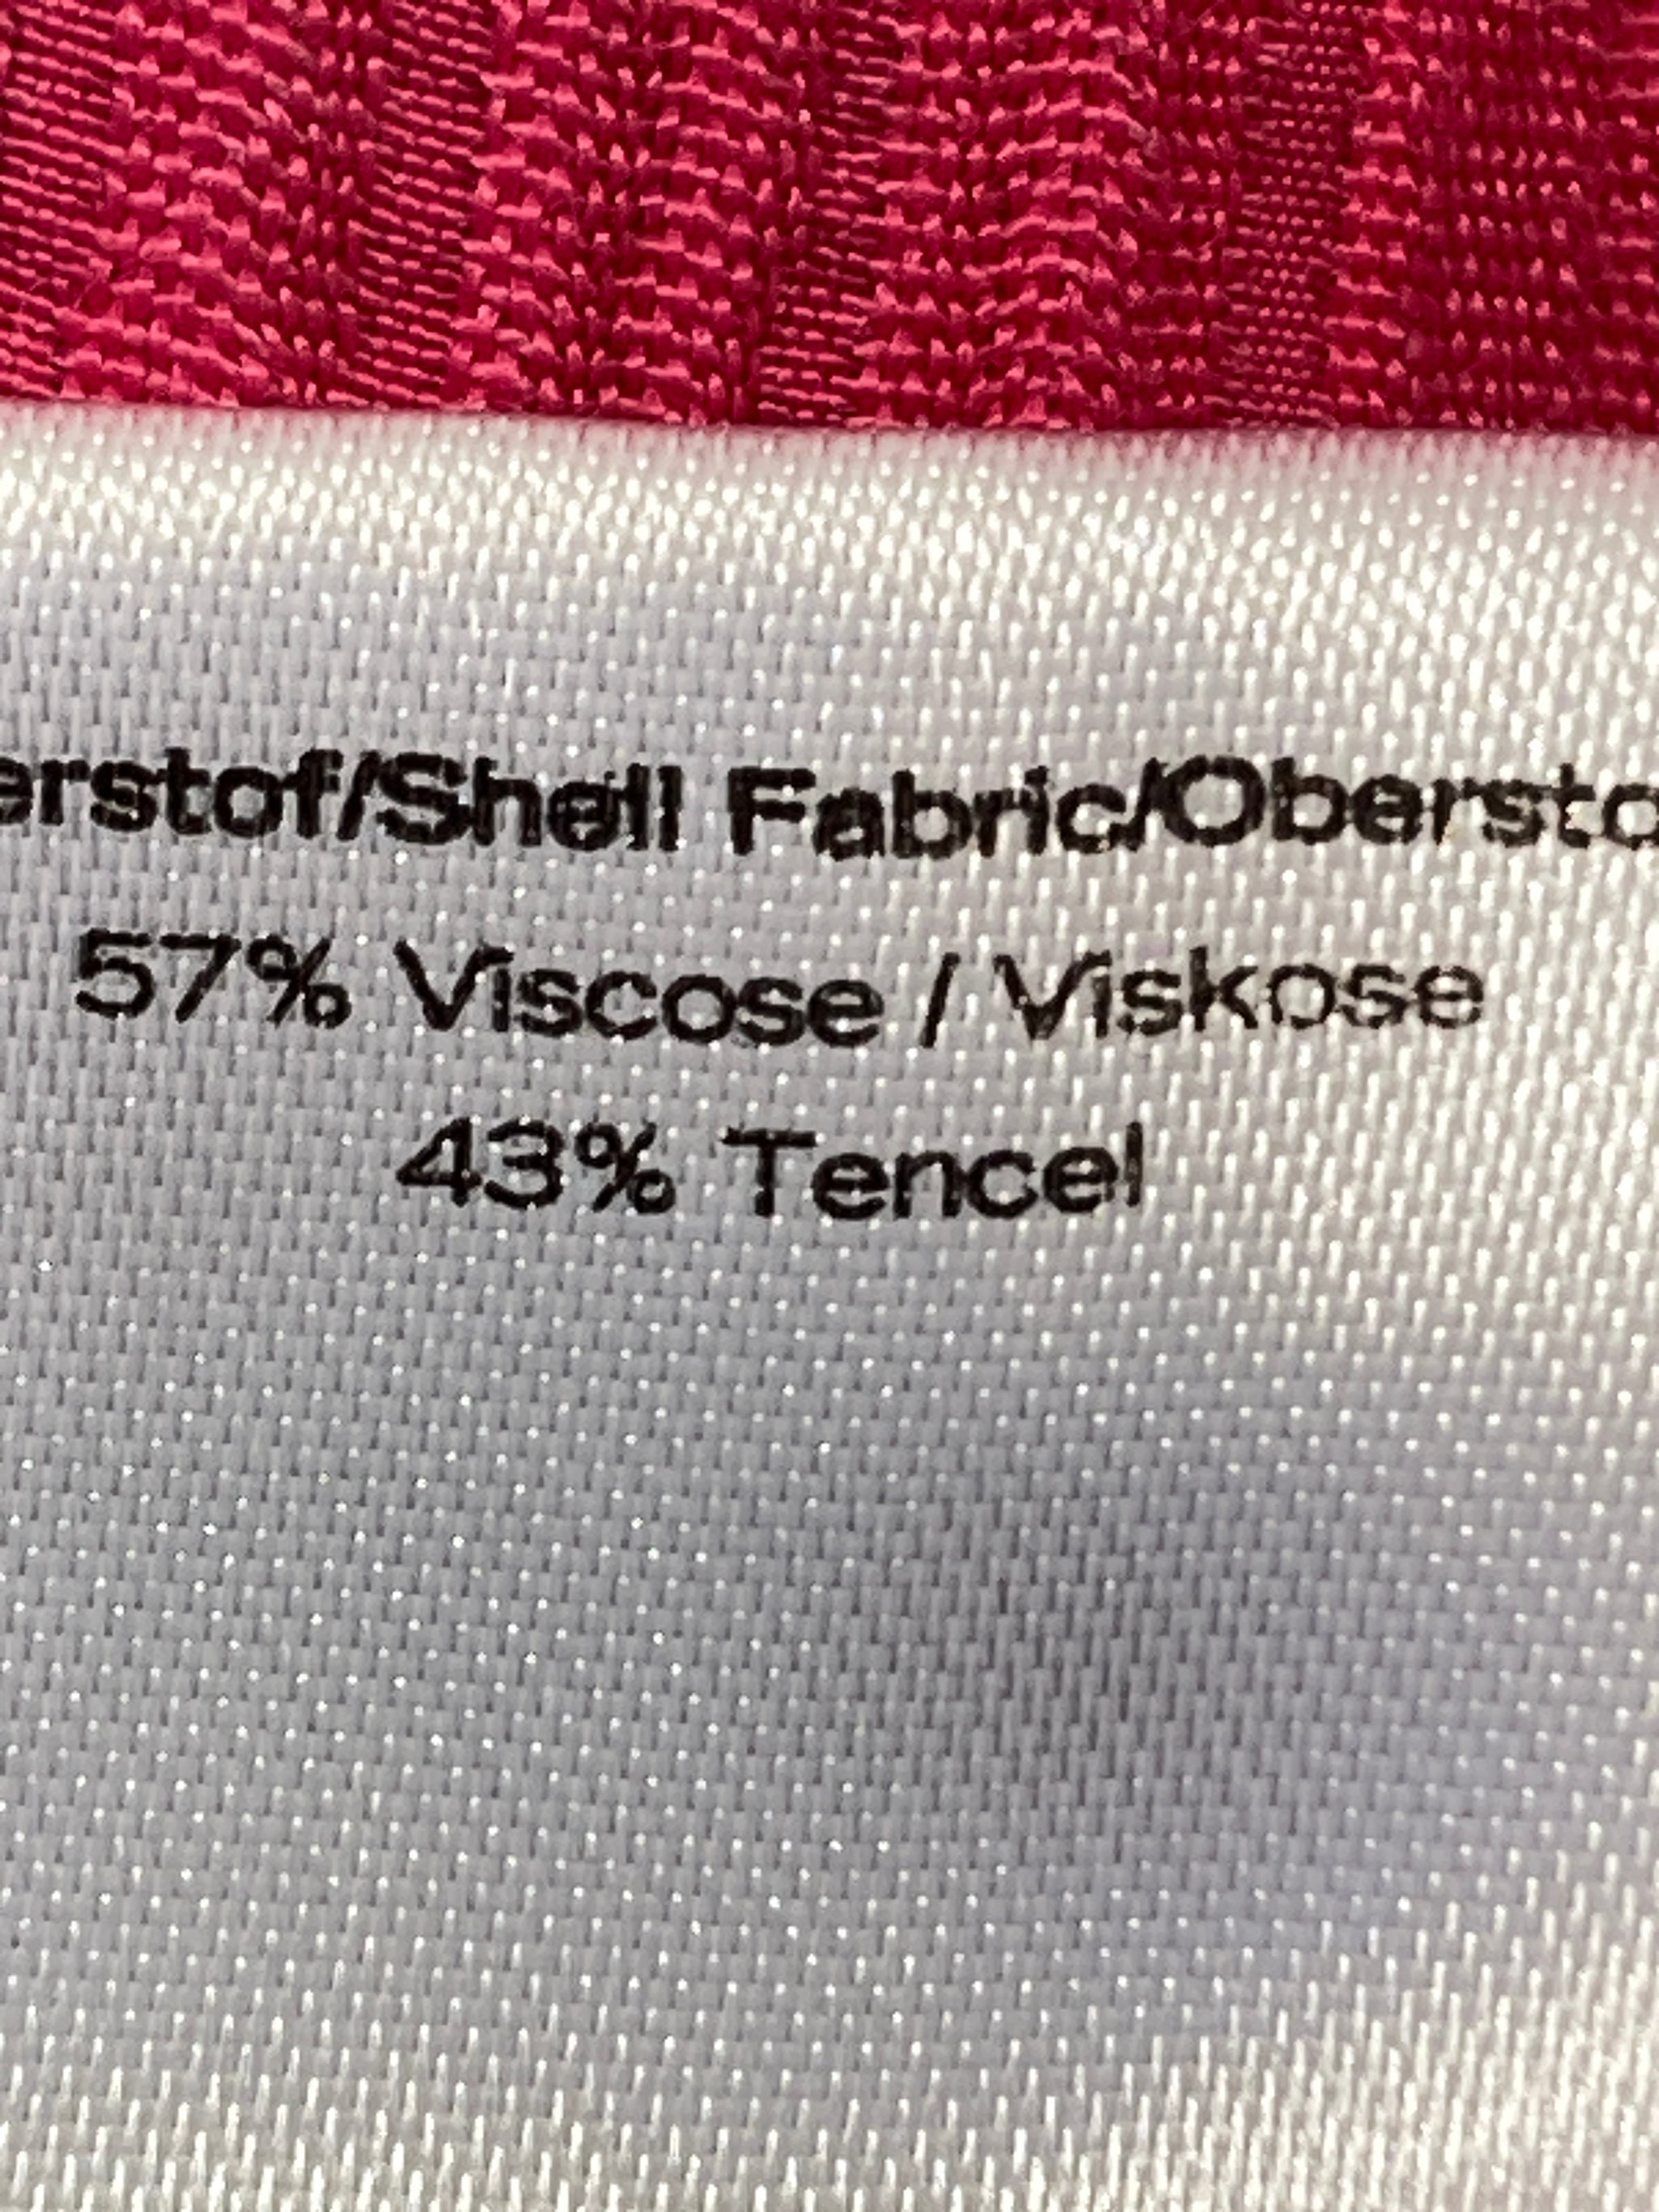 erstof/Shell Fabric/Obersto
57% Viscose / Viskose
43% Tencel